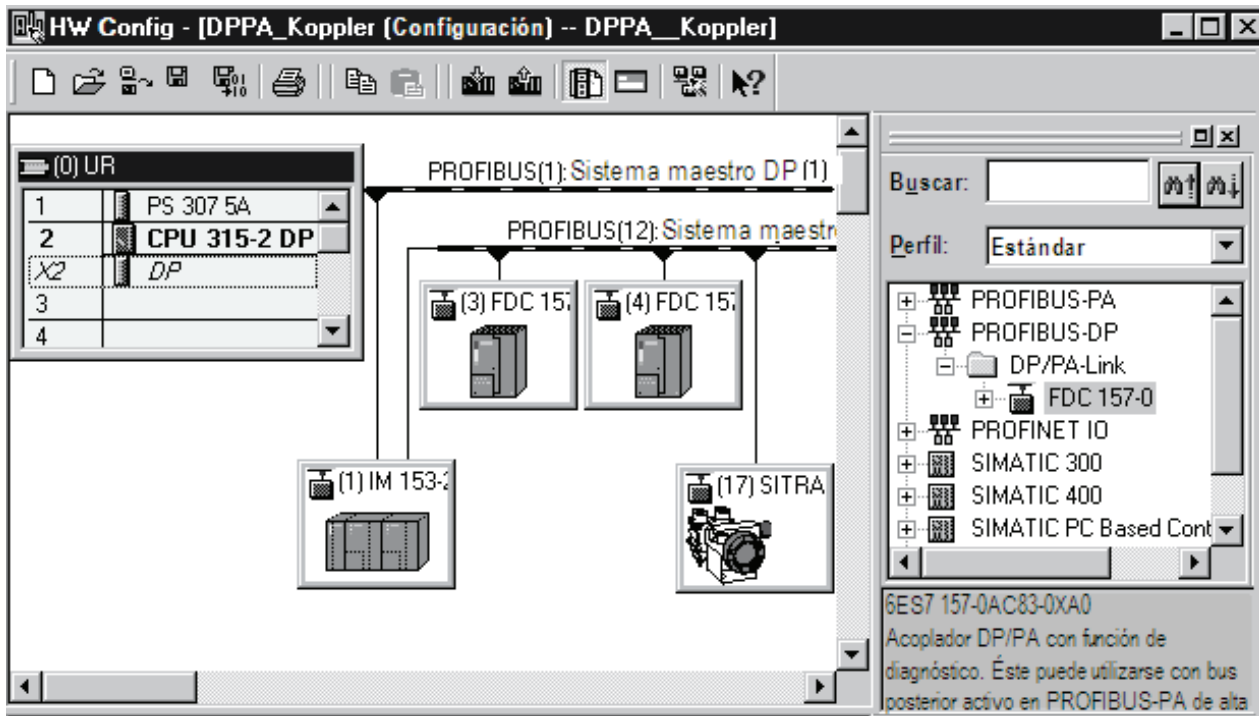 HW Config - [DPPA_Koppler (Configuración) -- DPPA__Koppler]
(0) UR
1 PS 307 5A
2 CPU 315-2 DP
X2 DP
3
4
PROFIBUS(1): Sistema maestro DP (1)
PROFIBUS(12): Sistema maestr
(3) FDC 157
(4) FDC 157
(1) IM 153-2
(17) SITRA
Buscar:
Perfil: Estándar
PROFIBUS-PA
PROFIBUS-DP
DP/PA-Link
FDC 157-0
PROFINET IO
SIMATIC 300
SIMATIC 400
SIMATIC PC Based Cont
6ES7 157-0AC83-0XA0
Acoplador DP/PA con función de
diagnóstico. Éste puede utilizarse con bus
posterior activo en PROFIBUS-PA de alta